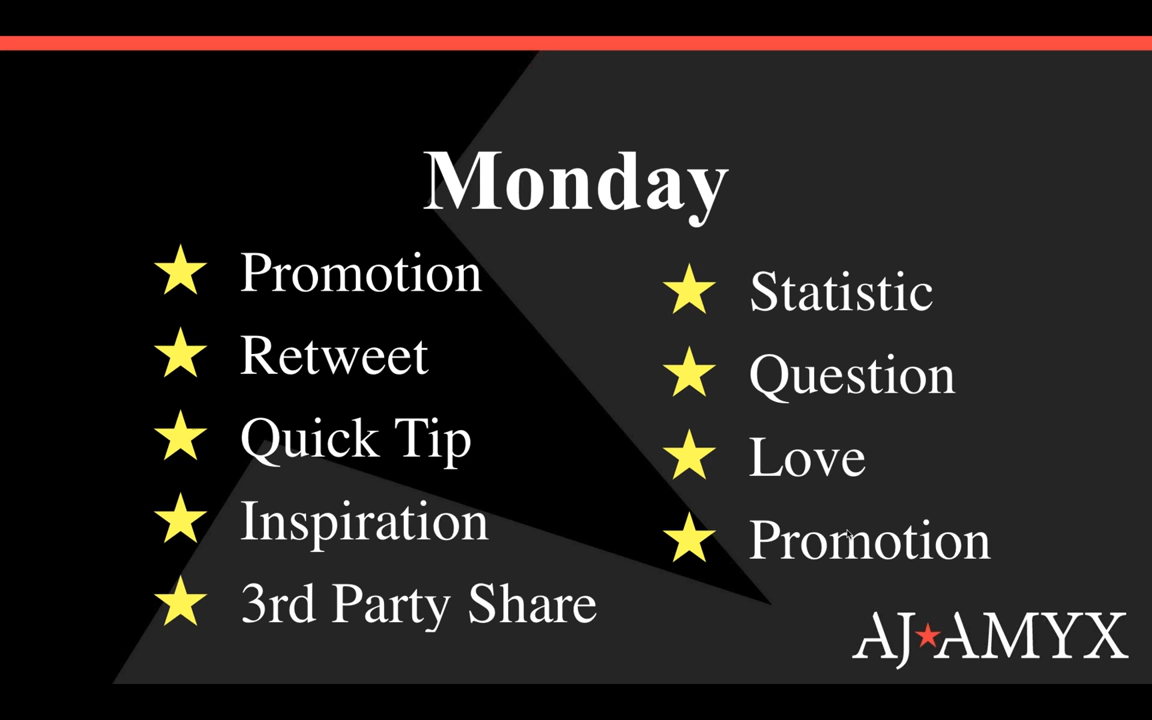 Monday
Promotion
Retweet
Quick Tip
Inspiration
3rd Party Share
Statistic
Question
Love
Promotion
AJ★AMYX